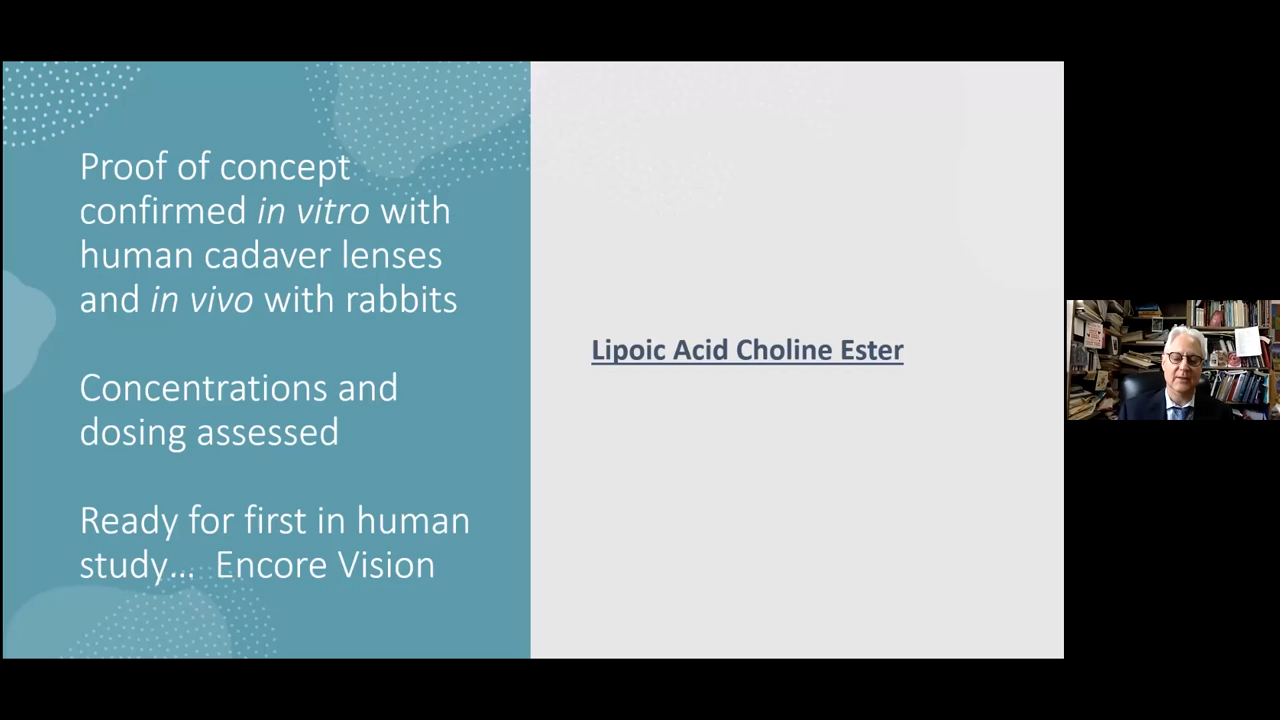 Proof of concept
confirmed in vitro with
human cadaver lenses
and in vivo with rabbits
Concentrations and
dosing assessed
Ready for first in human
study... Encore Vision
Lipoic Acid Choline Ester